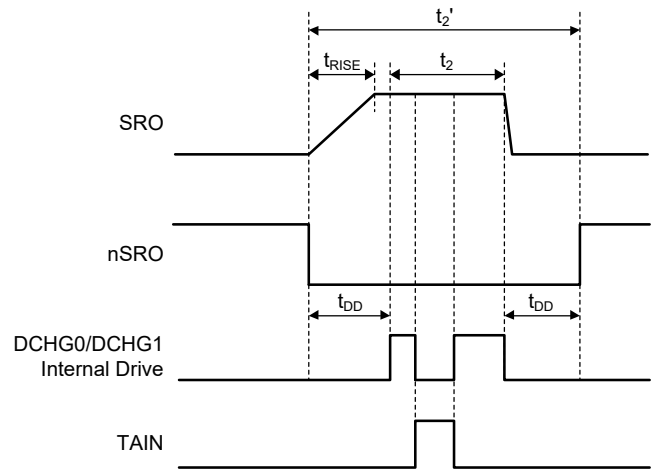 t2'
tRISE
t2
SRO
nSRO
tDD
tDD
DCHG0/DCHG1
Internal Drive
TAIN